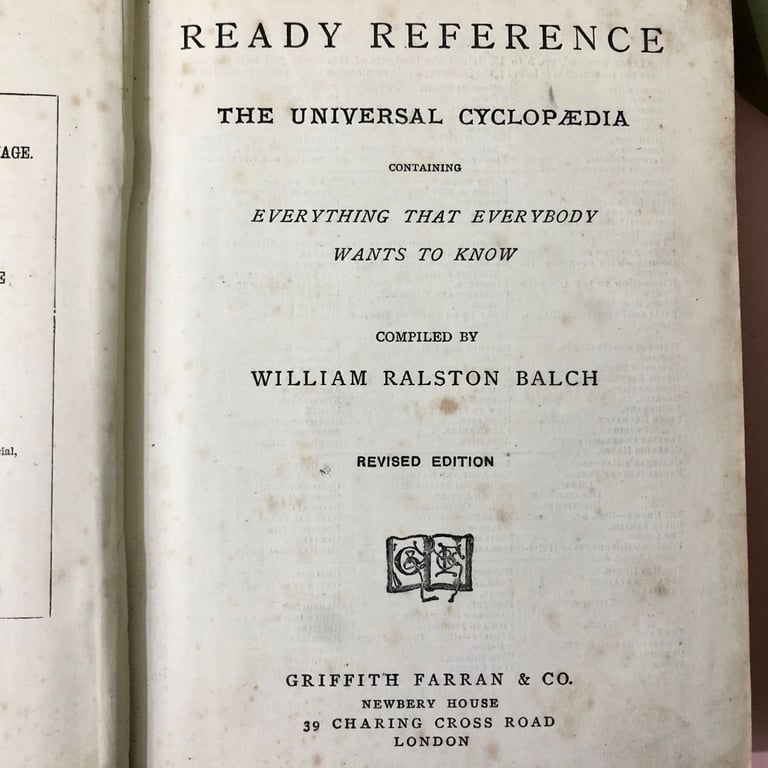 AGE.
E
ial,
READY REFERENCE
THE UNIVERSAL CYCLOPÆDIA
CONTAINING
EVERYTHING THAT EVERYBODY
WANTS TO KNOW
COMPILED BY
WILLIAM RALSTON BALCH
REVISED EDITION
GRIFFITH FARRAN & CO.
NEWBERY HOUSE
39 CHARING CROSS ROAD
LONDON